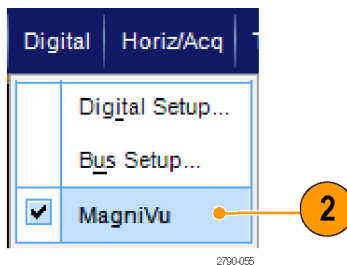 Digital Horiz/Acq
Digital Setup...
Bus Setup...
MagniVu
2
2790-055